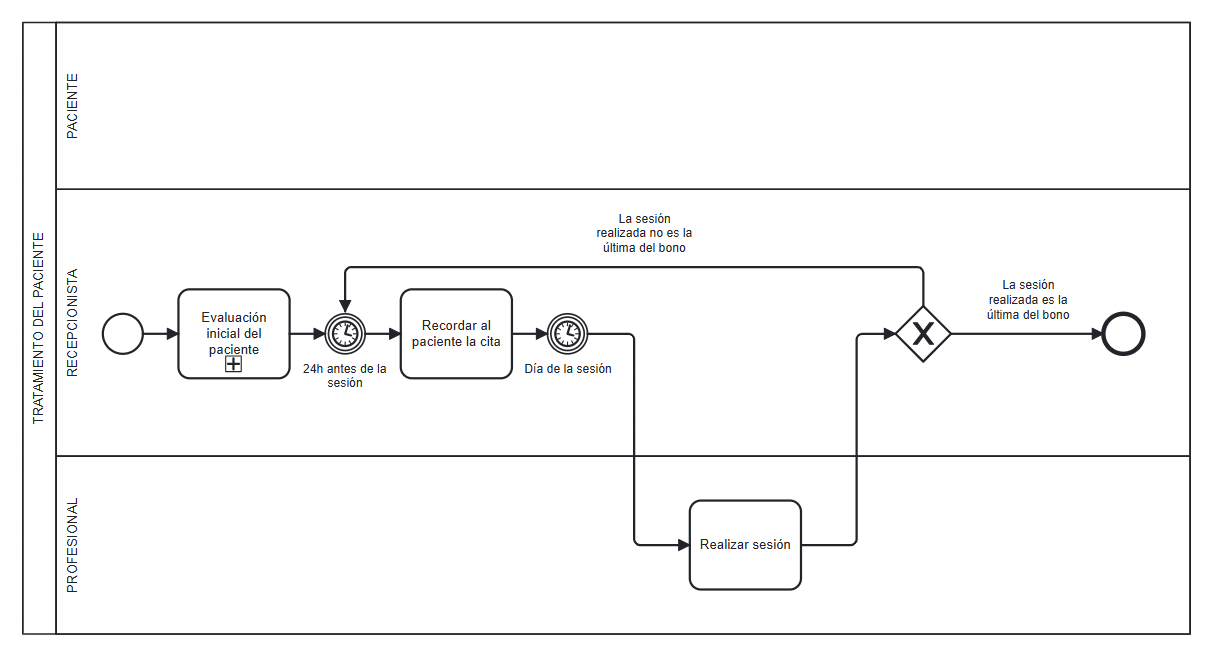 TRATAMIENTO DEL PACIENTE
PACIENTE
RECEPCIONISTA
La sesión
realizada no es la
última del bono
La sesión
realizada es la
última del bono
Evaluación
inicial del
paciente
24h antes de la
sesión
Recordar al
paciente la cita
Día de la sesión
PROFESIONAL
Realizar sesión